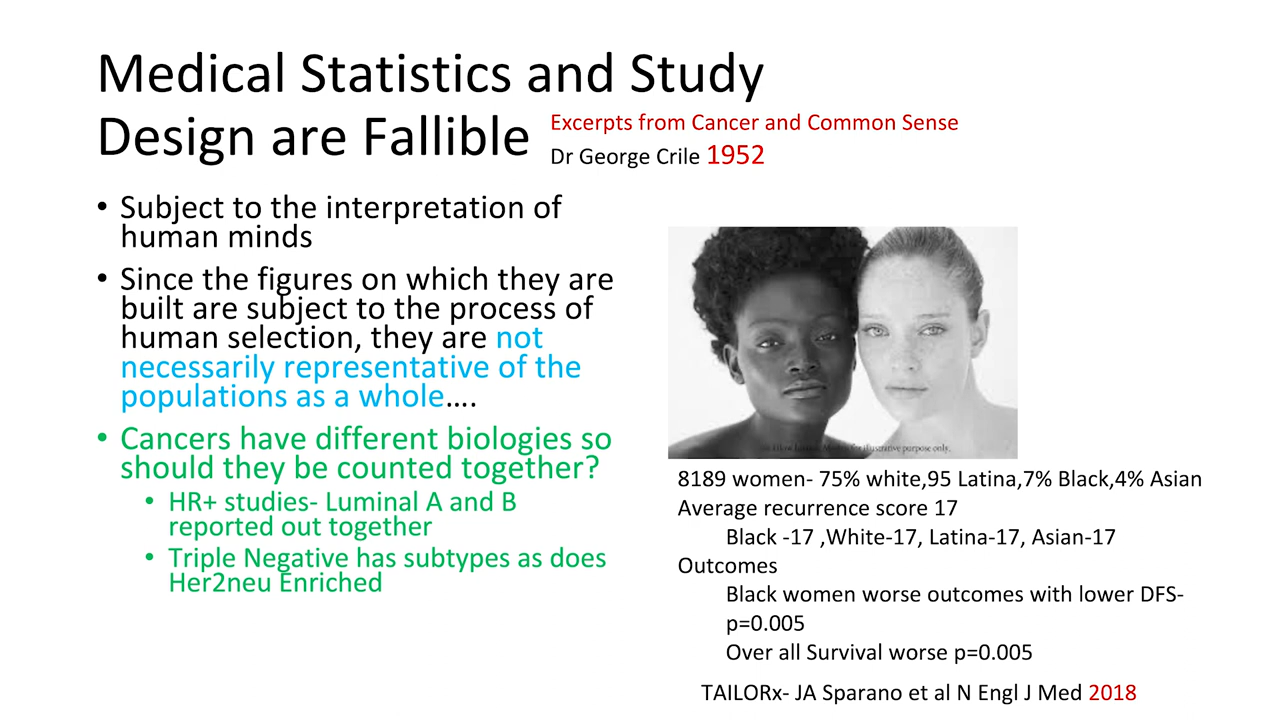 Medical Statistics and Study
Design are Fallible
Excerpts from Cancer and Common Sense
Dr George Crile 1952
• Subject to the interpretation of
human minds
• Since the figures on which they are
built are subject to the process of
human selection, they are not
necessarily representative of the
populations as a whole….
• Cancers have different biologies so
should they be counted together?
• HR+ studies- Luminal A and B
reported out together
• Triple Negative has subtypes as does
Her2neu Enriched
for illustrative purpose only.
8189 women- 75% white,95 Latina,7% Black,4% Asian
Average recurrence score 17
Black -17 ,White-17, Latina-17, Asian-17
Outcomes
Black women worse outcomes with lower DFS-
p=0.005
Over all Survival worse p=0.005
TAILORx- JA Sparano et al N Engl J Med 2018